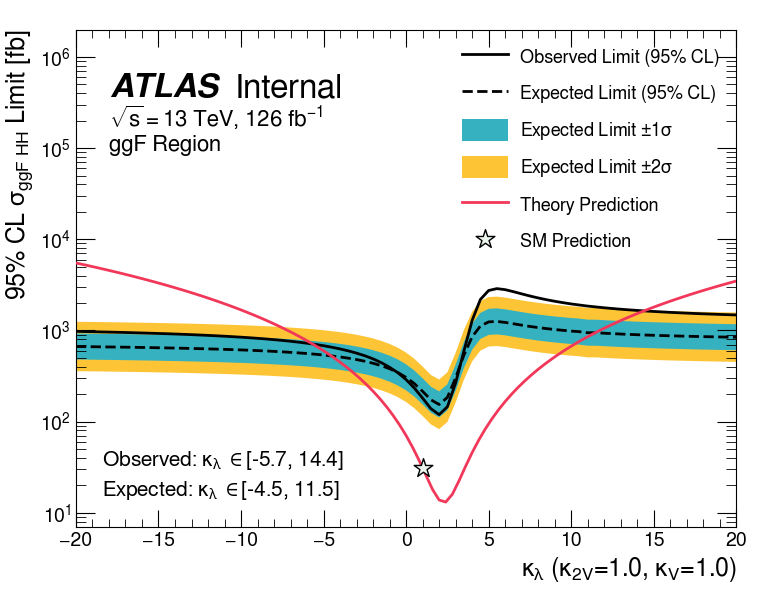 95% CL σggF HH Limit [fb]
10⁶
10⁵
10⁴
10³
10²
10¹
ATLAS Internal
√s = 13 TeV, 126 fb⁻¹
ggF Region
Observed Limit (95% CL)
Expected Limit (95% CL)
Expected Limit ±1σ
Expected Limit ±2σ
Theory Prediction
SM Prediction
Observed: κλ ∈[-5.7, 14.4]
Expected: κλ ∈[-4.5, 11.5]
−20 −15 −10 −5 0 5 10 15 20
κλ (κ2V=1.0, κV=1.0)